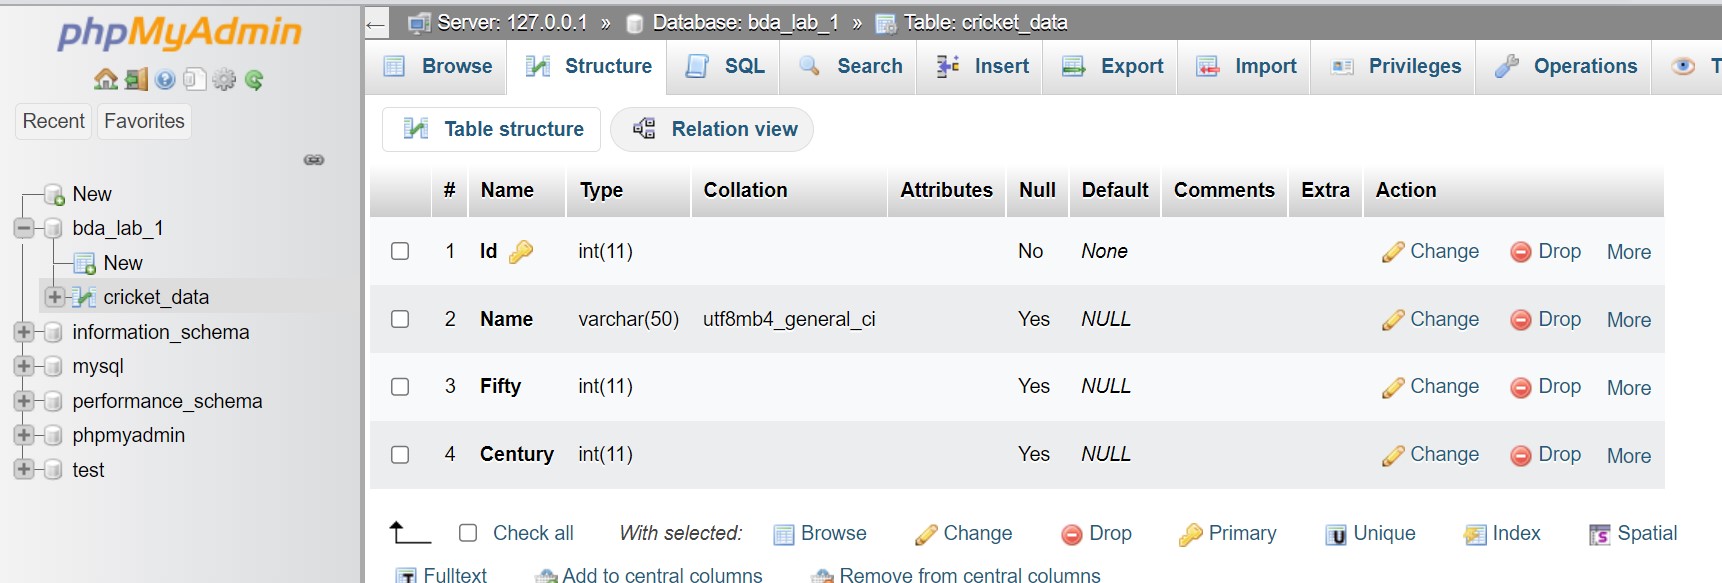 phpMyAdmin
Recent Favorites
New
bda_lab_1
New
cricket_data
information_schema
mysql
performance_schema
phpmyadmin
test
← Server: 127.0.0.1 » Database: bda_lab_1 » Table: cricket_data
Browse Structure SQL Search Insert Export Import Privileges Operations T
Table structure Relation view
# Name Type Collation Attributes Null Default Comments Extra Action
1 Id int(11) No None Change Drop More
2 Name varchar(50) utf8mb4_general_ci Yes NULL Change Drop More
3 Fifty int(11) Yes NULL Change Drop More
4 Century int(11) Yes NULL Change Drop More
Check all With selected: Browse Change Drop Primary Unique Index Spatial
Fulltext Add to central columns Remove from central columns